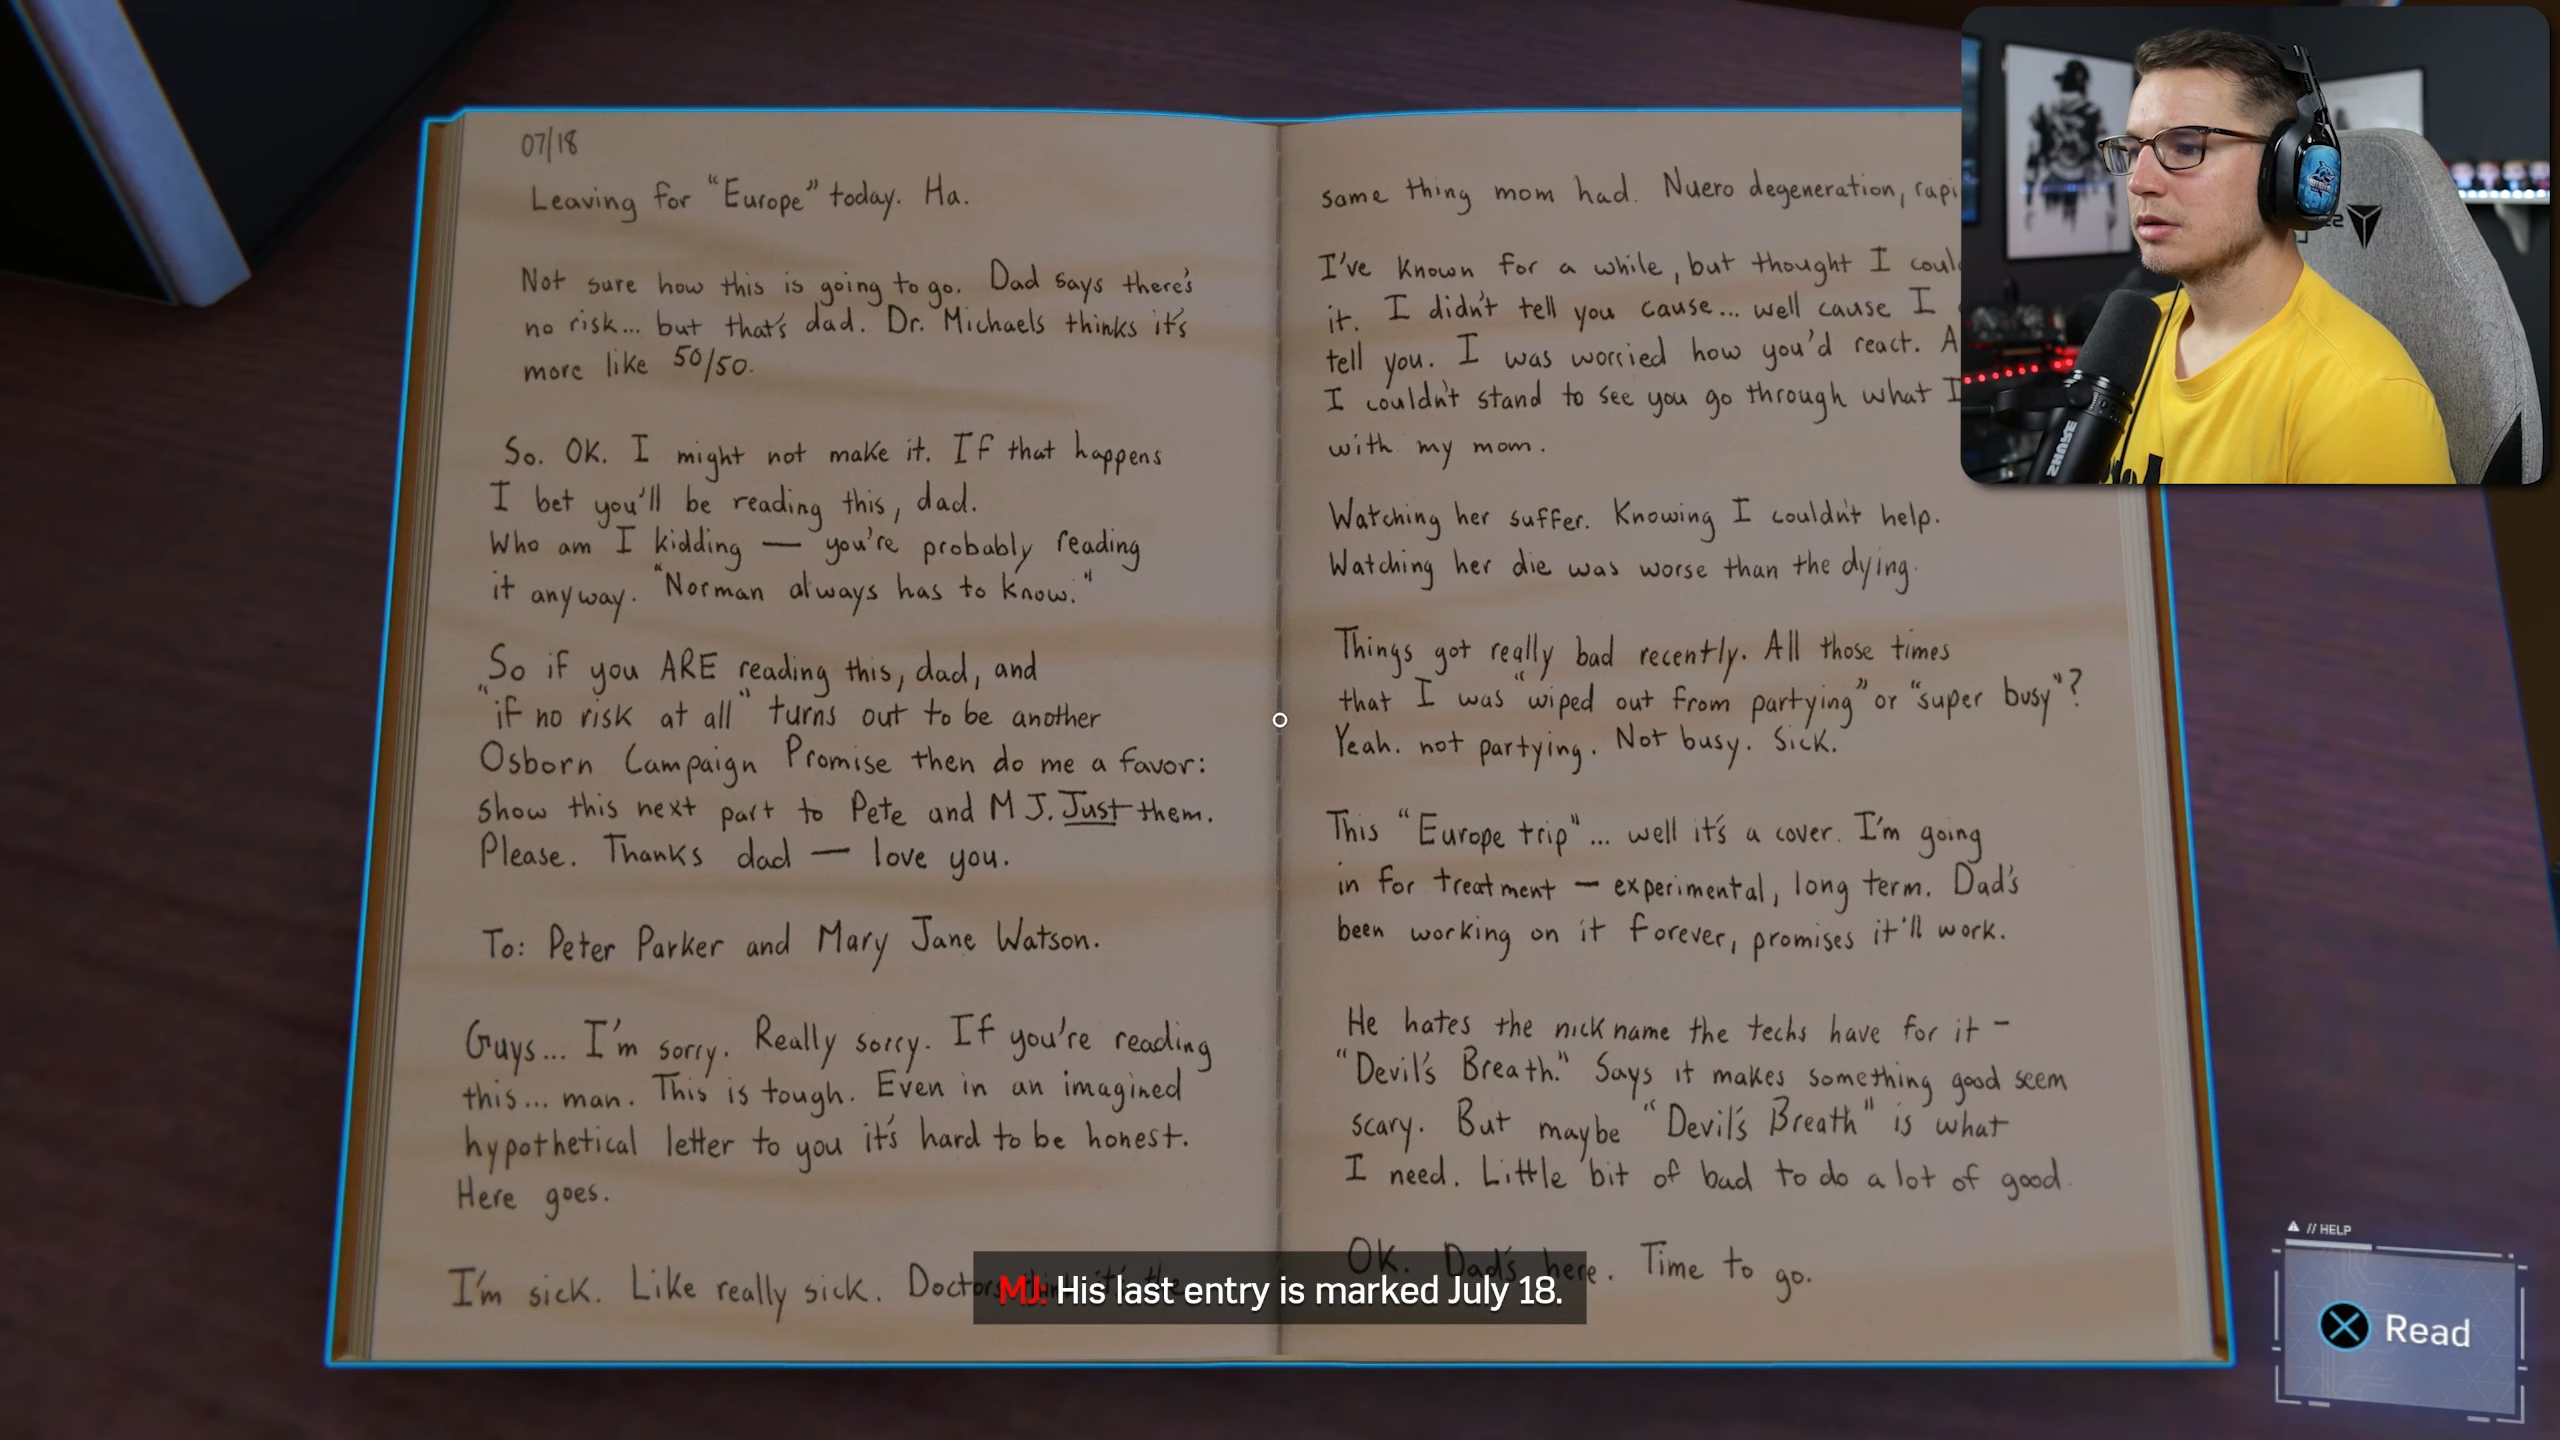 07/18
Leaving for "Europe" today. Ha.
Not sure how this is going to go. Dad says there's
no risk... but that's dad. Dr. Michaels thinks it's
more like 50/50.
So. OK. I might not make it. If that happens
I bet you'll be reading this, dad.
Who am I kidding — you're probably reading
it anyway. "Norman always has to know."
So if you ARE reading this, dad, and
"if no risk at all" turns out to be another
Osborn Campaign Promise then do me a favor:
show this next part to Pete and MJ. Just them.
Please. Thanks dad — love you.
To: Peter Parker and Mary Jane Watson.
Guys... I'm sorry. Really sorry. If you're reading
this... man. This is tough. Even in an imagined
hypothetical letter to you it's hard to be honest.
Here goes.
I'm sick. Like really sick. Doctors
same thing mom had. Nuero degeneration,
I've known for a while, but thought I
it. I didn't tell you cause... well cause I
tell you. I was worried how you'd react.
I couldn't stand to see you go through what I
with my mom.
Watching her suffer. Knowing I couldn't help.
Watching her die was worse than the dying.
Things got really bad recently. All those times
that I was "wiped out from partying" or "super busy"?
Yeah. not partying. Not busy. Sick.
This "Europe trip"... well it's a cover. I'm going
in for treatment — experimental, long term. Dad's
been working on it forever, promises it'll work.
He hates the nickname the techs have for it –
"Devil's Breath." Says it makes something good seem
scary. But maybe "Devil's Breath" is what
I need. Little bit of bad to do a lot of good.
OK. Dad's here. Time to go.
MJ: His last entry is marked July 18.
// HELP
Read
SHURE